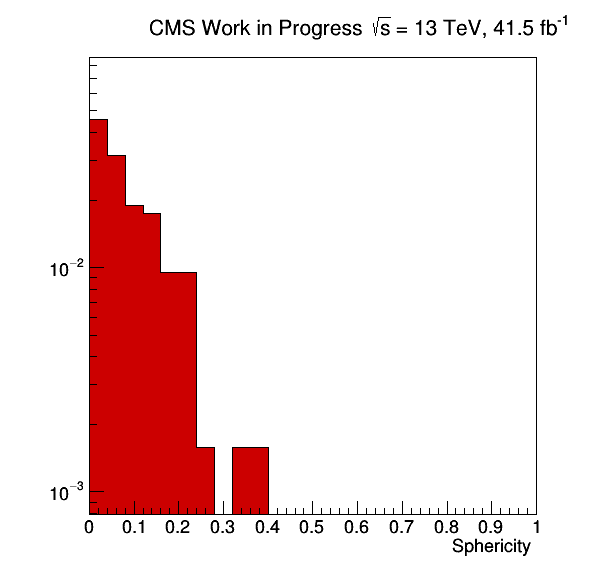 CMS Work in Progress √s = 13 TeV, 41.5 fb⁻¹
10⁻²
10⁻³
0 0.1 0.2 0.3 0.4 0.5 0.6 0.7 0.8 0.9 1
Sphericity